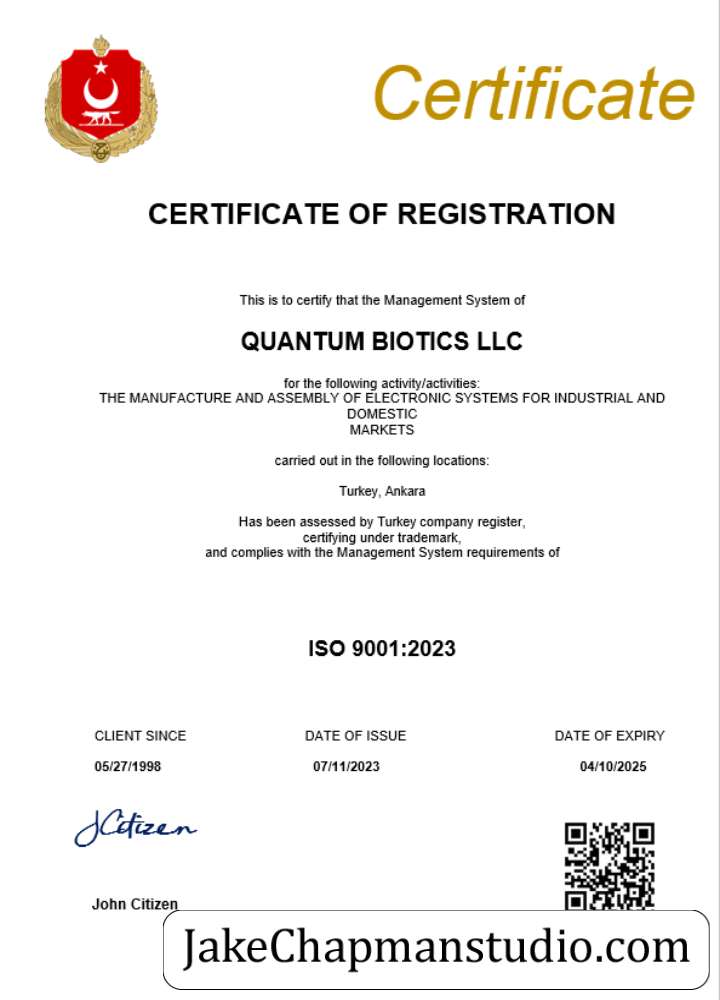 Certificate
CERTIFICATE OF REGISTRATION
This is to certify that the Management System of
QUANTUM BIOTICS LLC
for the following activity/activities:
THE MANUFACTURE AND ASSEMBLY OF ELECTRONIC SYSTEMS FOR INDUSTRIAL AND
DOMESTIC
MARKETS
carried out in the following locations:
Turkey, Ankara
Has been assessed by Turkey company register,
certifying under trademark,
and complies with the Management System requirements of
ISO 9001:2023
CLIENT SINCE DATE OF ISSUE DATE OF EXPIRY
05/27/1998 07/11/2023 04/10/2025
JCitizen
John Citizen
JakeChapmanstudio.com